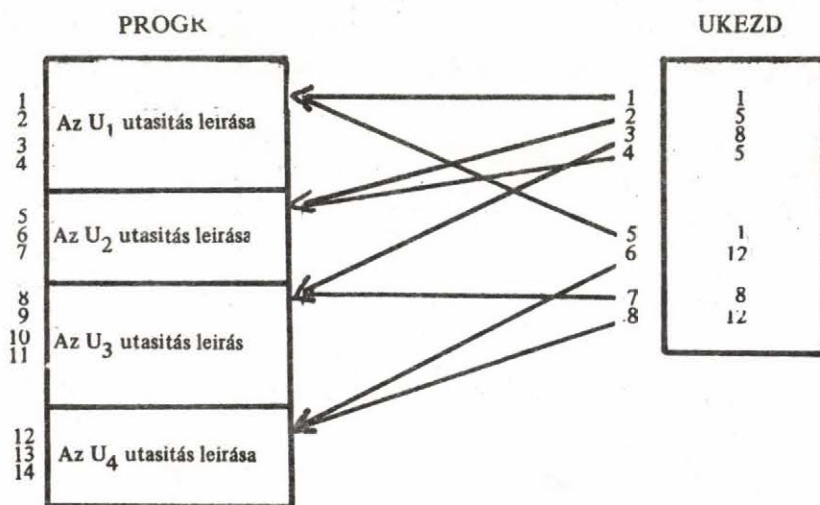 PROGR UKEZD
1 1 1
2 Az U1 utasitás leirása 2 5
3 3 8
4 4 5
5 5 1
6 Az U2 utasitás leirása 6 12
7
8 7 8
9 8 12
10 Az U3 utasitás leirás
11
12
13 Az U4 utasitás leirása
14